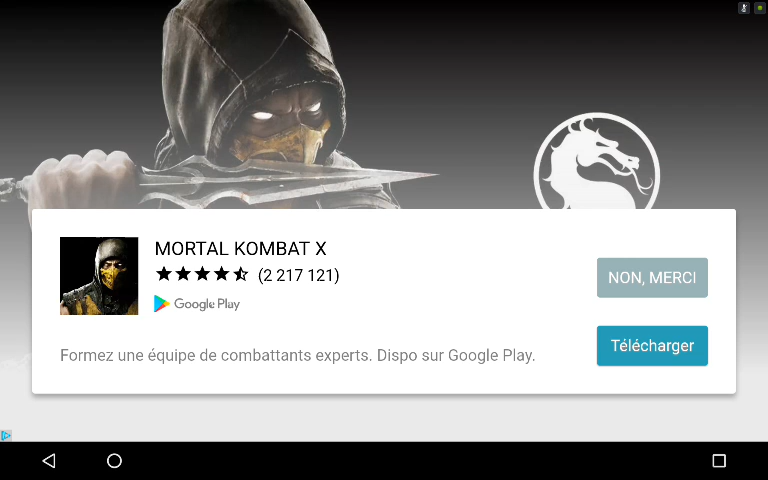 MORTAL KOMBAT X
(2 217 121)
Google Play
Formez une équipe de combattants experts. Dispo sur Google Play.
NON, MERCI
Télécharger